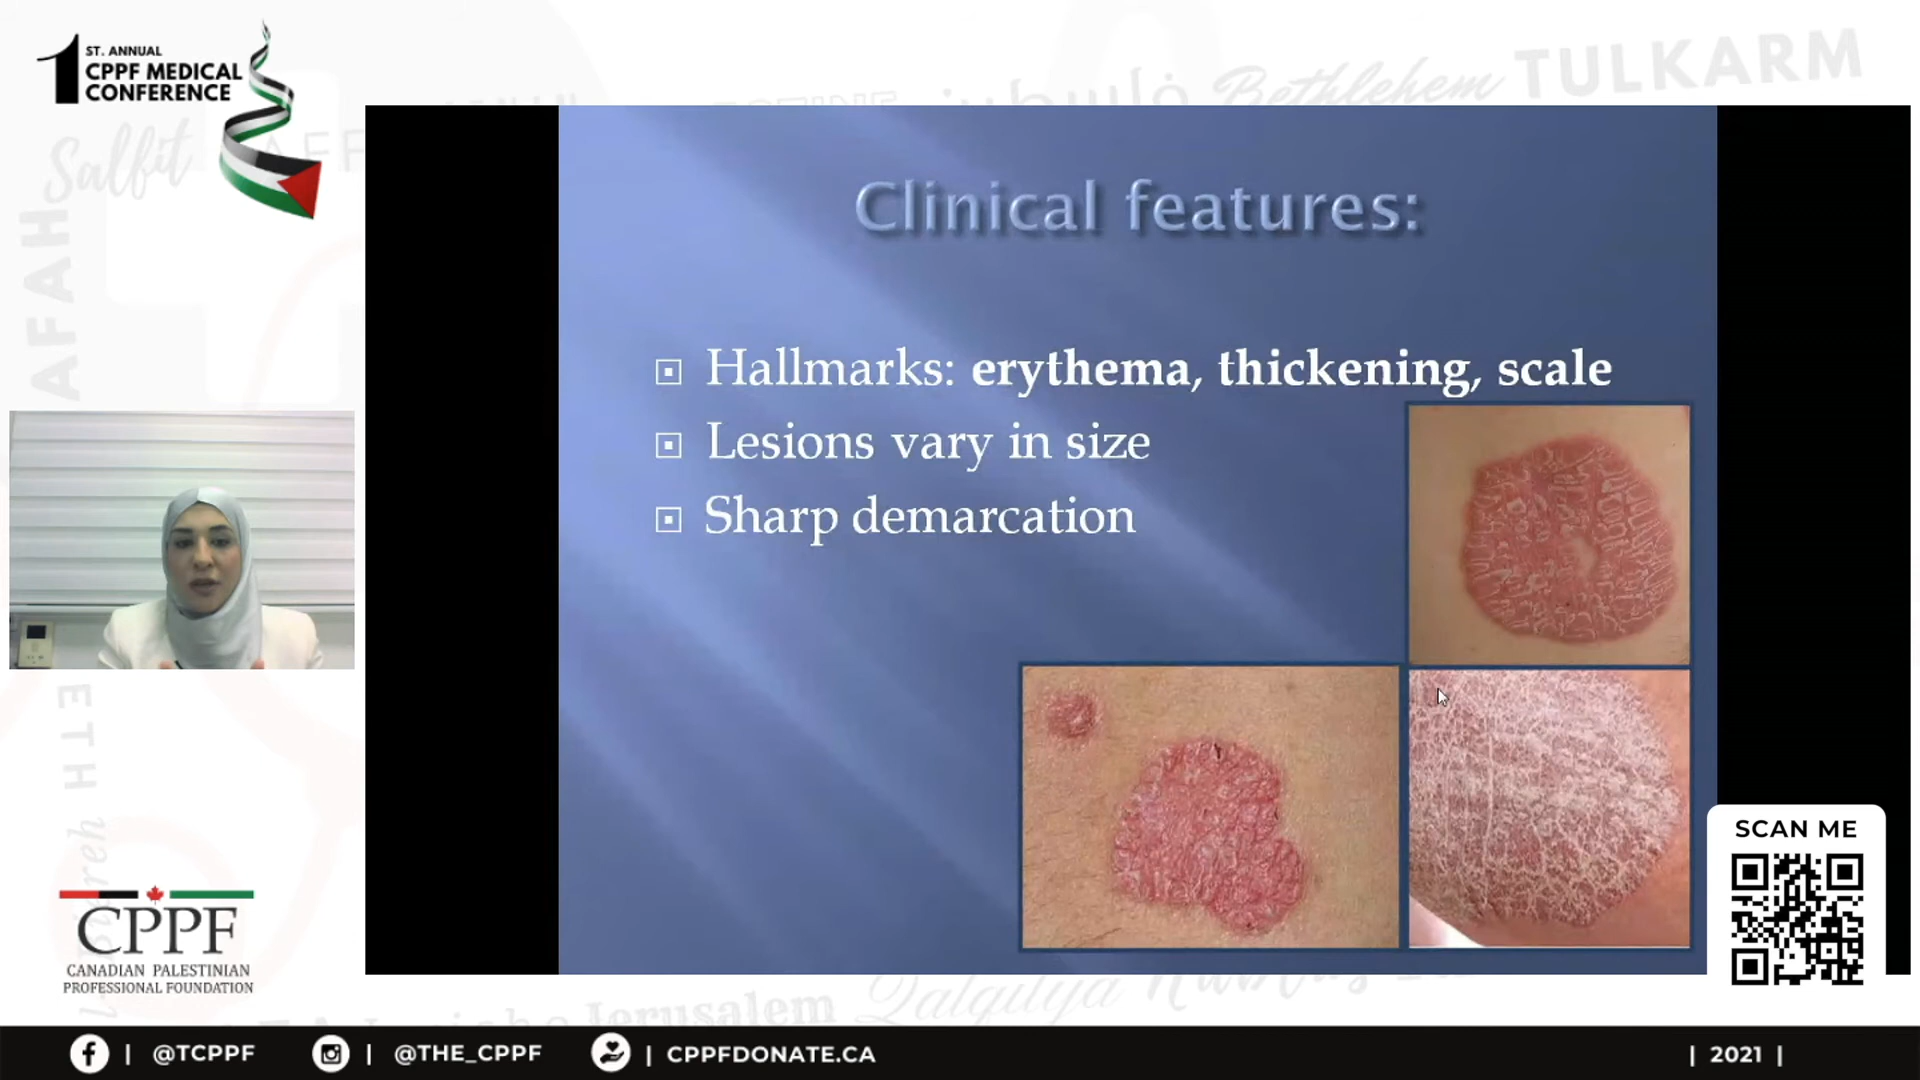 1 ST. ANNUAL
CPPF MEDICAL
CONFERENCE
Bethlehem
TULKARM
Salfit
Clinical features:
Hallmarks: erythema, thickening, scale
Lesions vary in size
Sharp demarcation
SCAN ME
CPPF
CANADIAN PALESTINIAN
PROFESSIONAL FOUNDATION
Jerusalem
Qalqilya
| @TCPPF
| @THE_CPPF
| CPPFDONATE.CA
| 2021 |